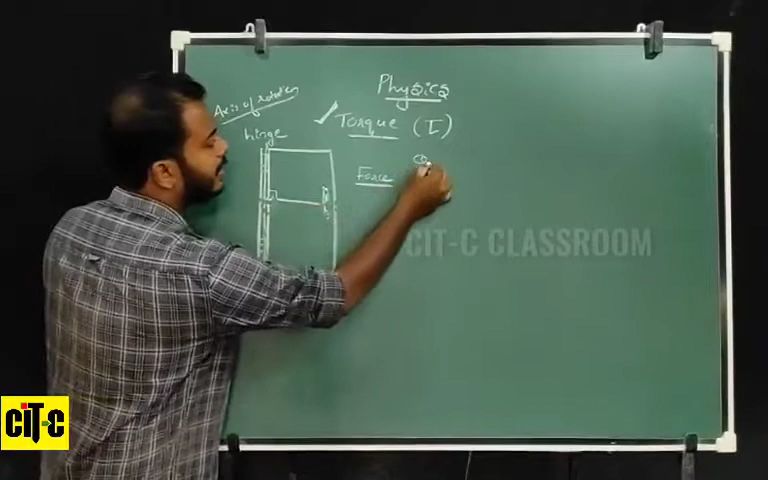 Physics
Axis of rotation
Torque (τ)
hinge
Force
CIT-C CLASSROOM
CIT-C